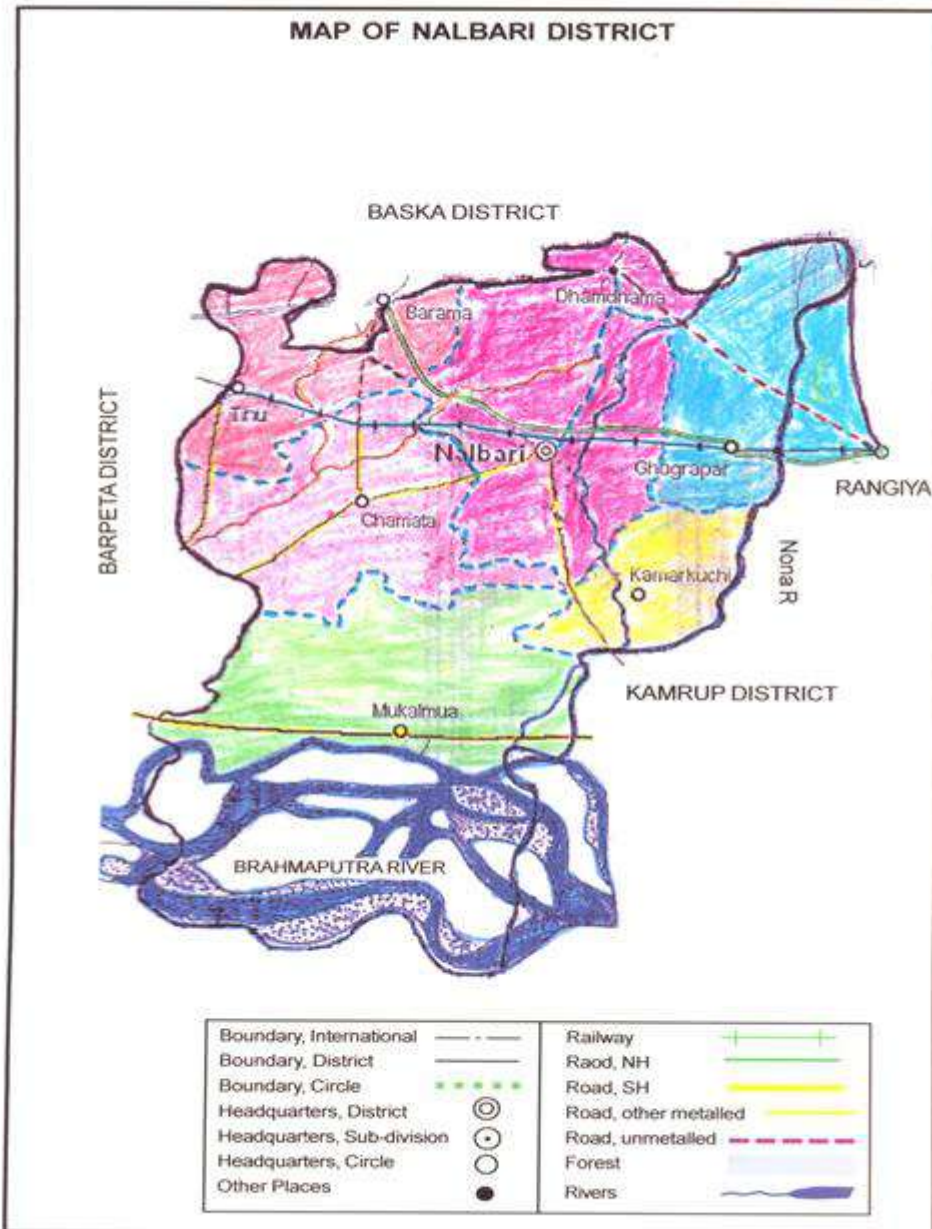 MAP OF NALBARI DISTRICT
BASKA DISTRICT
Dhamdhama
Barama
BARPETA DISTRICT
Tihu
Nalbari
Ghograpar
RANGIYA
Chamata
Nona R
Kamarkuchi
KAMRUP DISTRICT
Mukalmua
BRAHMAPUTRA RIVER
Boundary, International
Boundary, District
Boundary, Circle
Headquarters, District
Headquarters, Sub-division
Headquarters, Circle
Other Places
Railway
Raod, NH
Road, SH
Road, other metalled
Road, unmetalled
Forest
Rivers